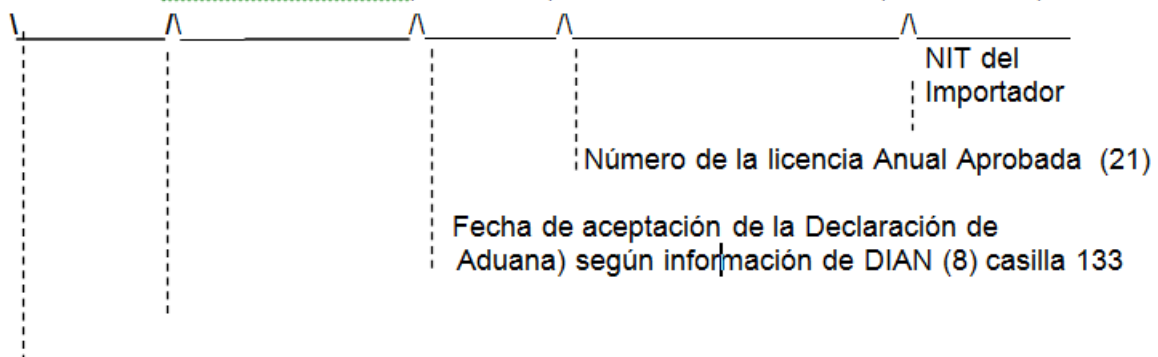 NIT del
Importador
Número de la licencia Anual Aprobada (21)
Fecha de aceptación de la Declaración de
Aduana) según información de DIAN (8) casilla 133